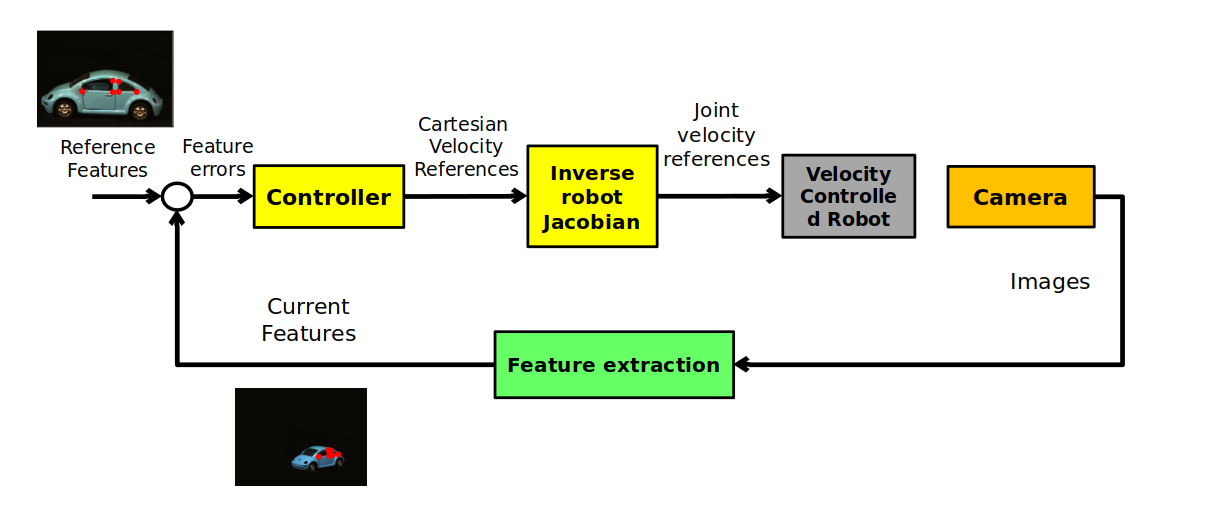 Reference
Features
Feature
errors
Controller
Cartesian
Velocity
References
Inverse
robot
Jacobian
Joint
velocity
references
Velocity
Controlle
d Robot
Camera
Images
Current
Features
Feature extraction